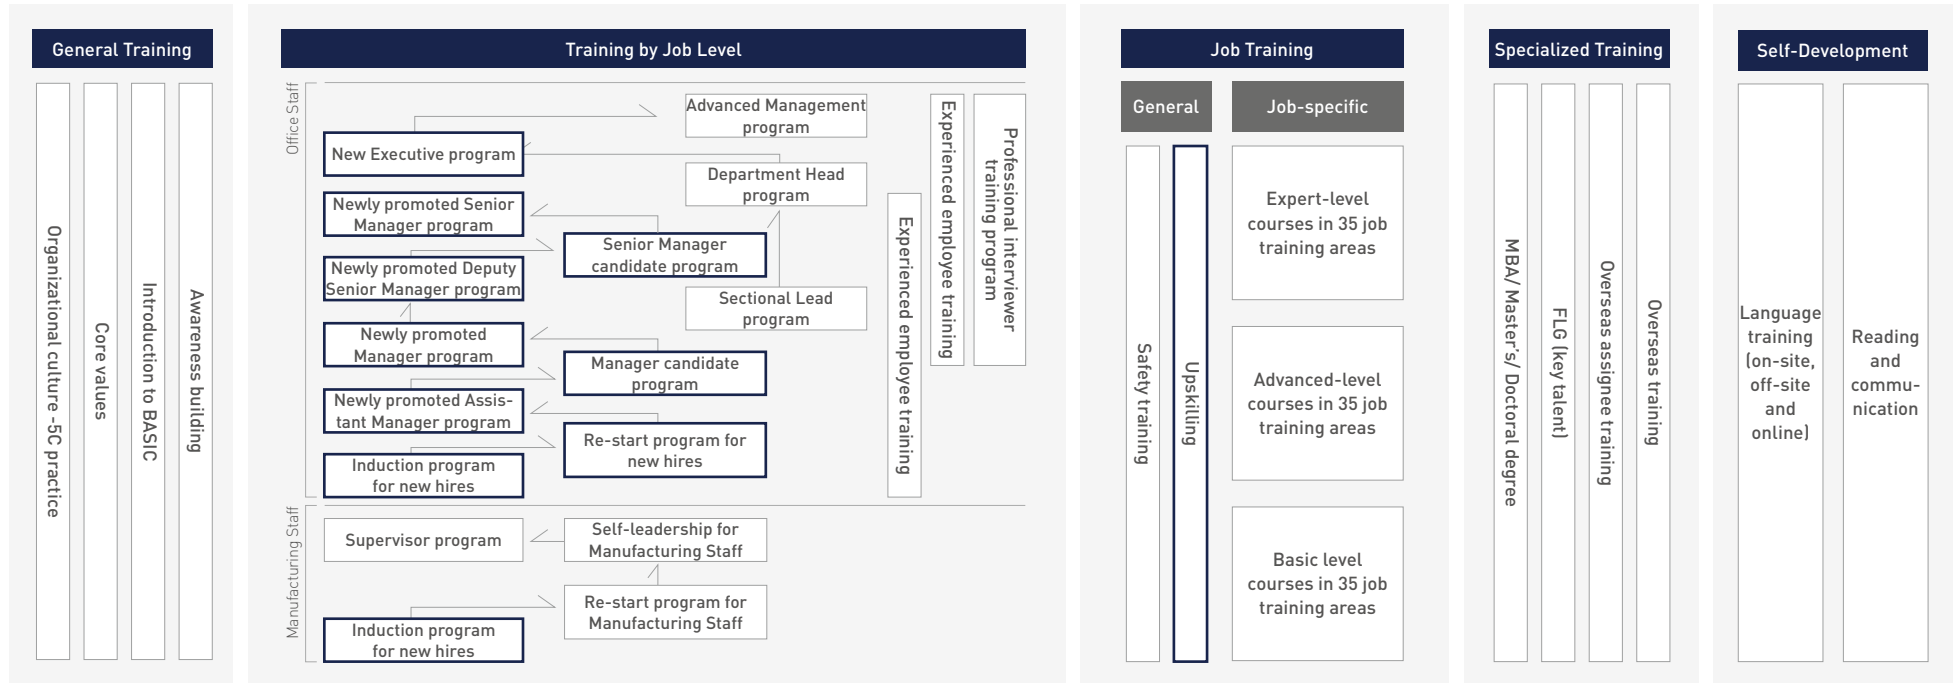 General Training
Organizational culture -5C practice
Core values
Introduction to BASIC
Awareness building
Training by Job Level
Office Staff
Advanced Management
program
New Executive program
Department Head
program
Newly promoted Senior
Manager program
Senior Manager
candidate program
Newly promoted Deputy
Senior Manager program
Sectional Lead
program
Newly promoted
Manager program
Manager candidate
program
Newly promoted Assis-
tant Manager program
Re-start program for
new hires
Induction program
for new hires
Experienced employee training
Experienced employee training
Professional interviewer
training program
Manufacturing Staff
Supervisor program
Self-leadership for
Manufacturing Staff
Re-start program for
Manufacturing Staff
Induction program
for new hires
Job Training
General
Job-specific
Safety training
Upskilling
Expert-level
courses in 35 job
training areas
Advanced-level
courses in 35 job
training areas
Basic level
courses in 35 job
training areas
Specialized Training
MBA/ Master's/ Doctoral degree
FLG (key talent)
Overseas assignee training
Overseas training
Self-Development
Language
training
(on-site,
off-site
and
online)
Reading
and
commu-
nication